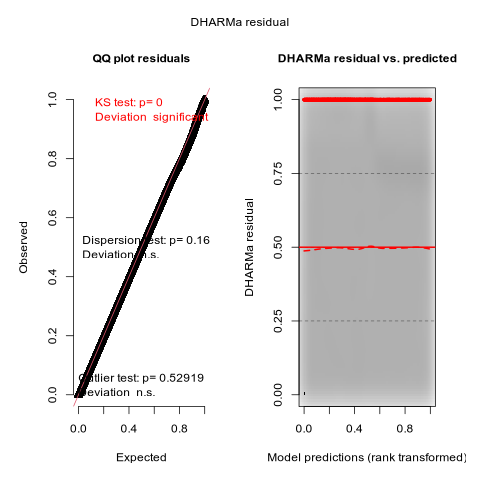 DHARMa residual
QQ plot residuals
KS test: p= 0
Deviation significant
Dispersion test: p= 0.16
Deviation n.s.
Outlier test: p= 0.52919
Deviation n.s.
Observed
0.0 0.2 0.4 0.6 0.8 1.0
0.0 0.4 0.8
Expected
DHARMa residual vs. predicted
DHARMa residual
0.00 0.25 0.50 0.75 1.00
0.0 0.4 0.8
Model predictions (rank transformed)